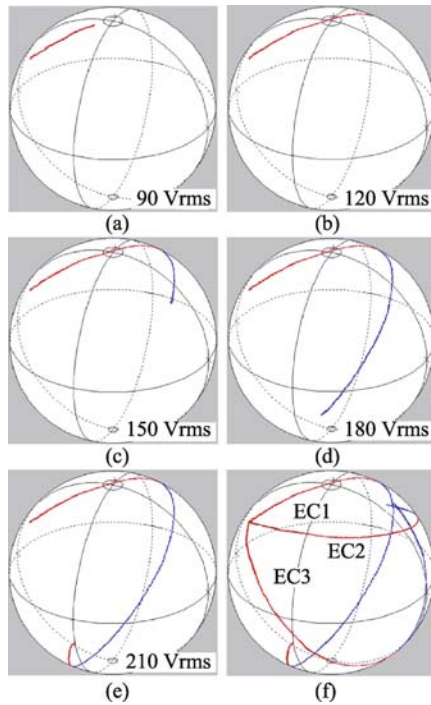 90 Vrms
120 Vrms
(a)
(b)
150 Vrms
180 Vrms
(c)
(d)
EC1
EC2
EC3
210 Vrms
(e)
(f)